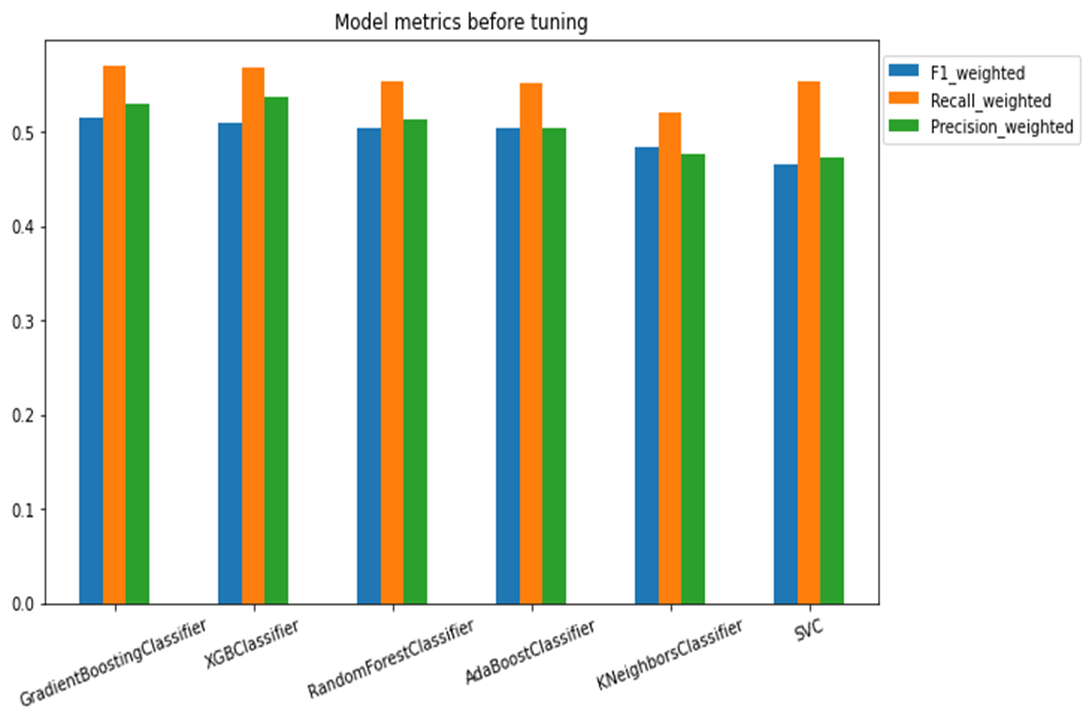 Model metrics before tuning
F1_weighted
Recall_weighted
Precision_weighted
0.5
0.4
0.3
0.2
0.1
0.0
GradientBoostingClassifier
XGBClassifier
RandomForestClassifier
AdaBoostClassifier
KNeighborsClassifier
SVC